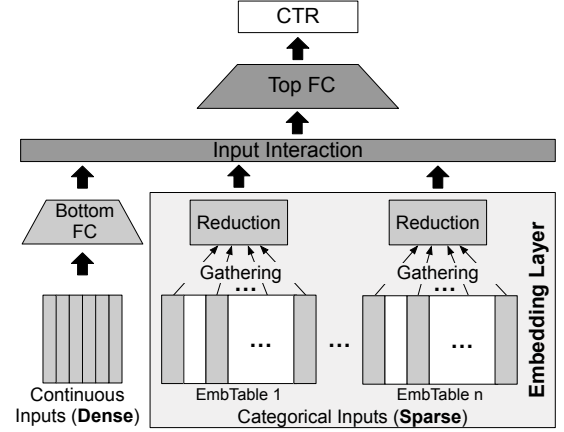 CTR
Top FC
Input Interaction
Bottom
FC
Reduction
Reduction
Gathering
Gathering
...
...
...
...
...
Embedding Layer
EmbTable 1
EmbTable n
Continuous
Inputs (Dense)
Categorical Inputs (Sparse)